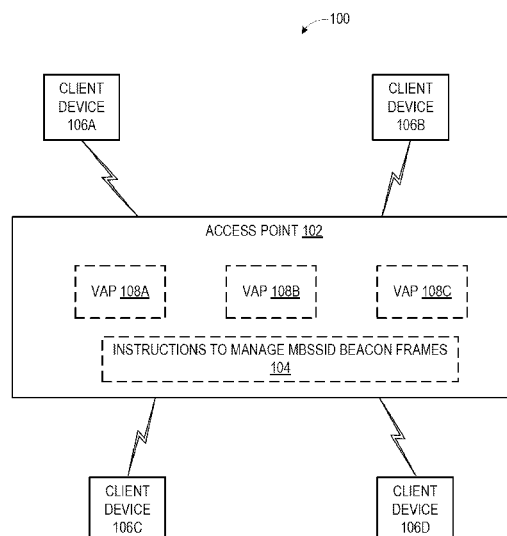 100
CLIENT
DEVICE
106A
CLIENT
DEVICE
106B
ACCESS POINT 102
VAP 108A
VAP 108B
VAP 108C
INSTRUCTIONS TO MANAGE MBSSID BEACON FRAMES
104
CLIENT
DEVICE
106C
CLIENT
DEVICE
106D